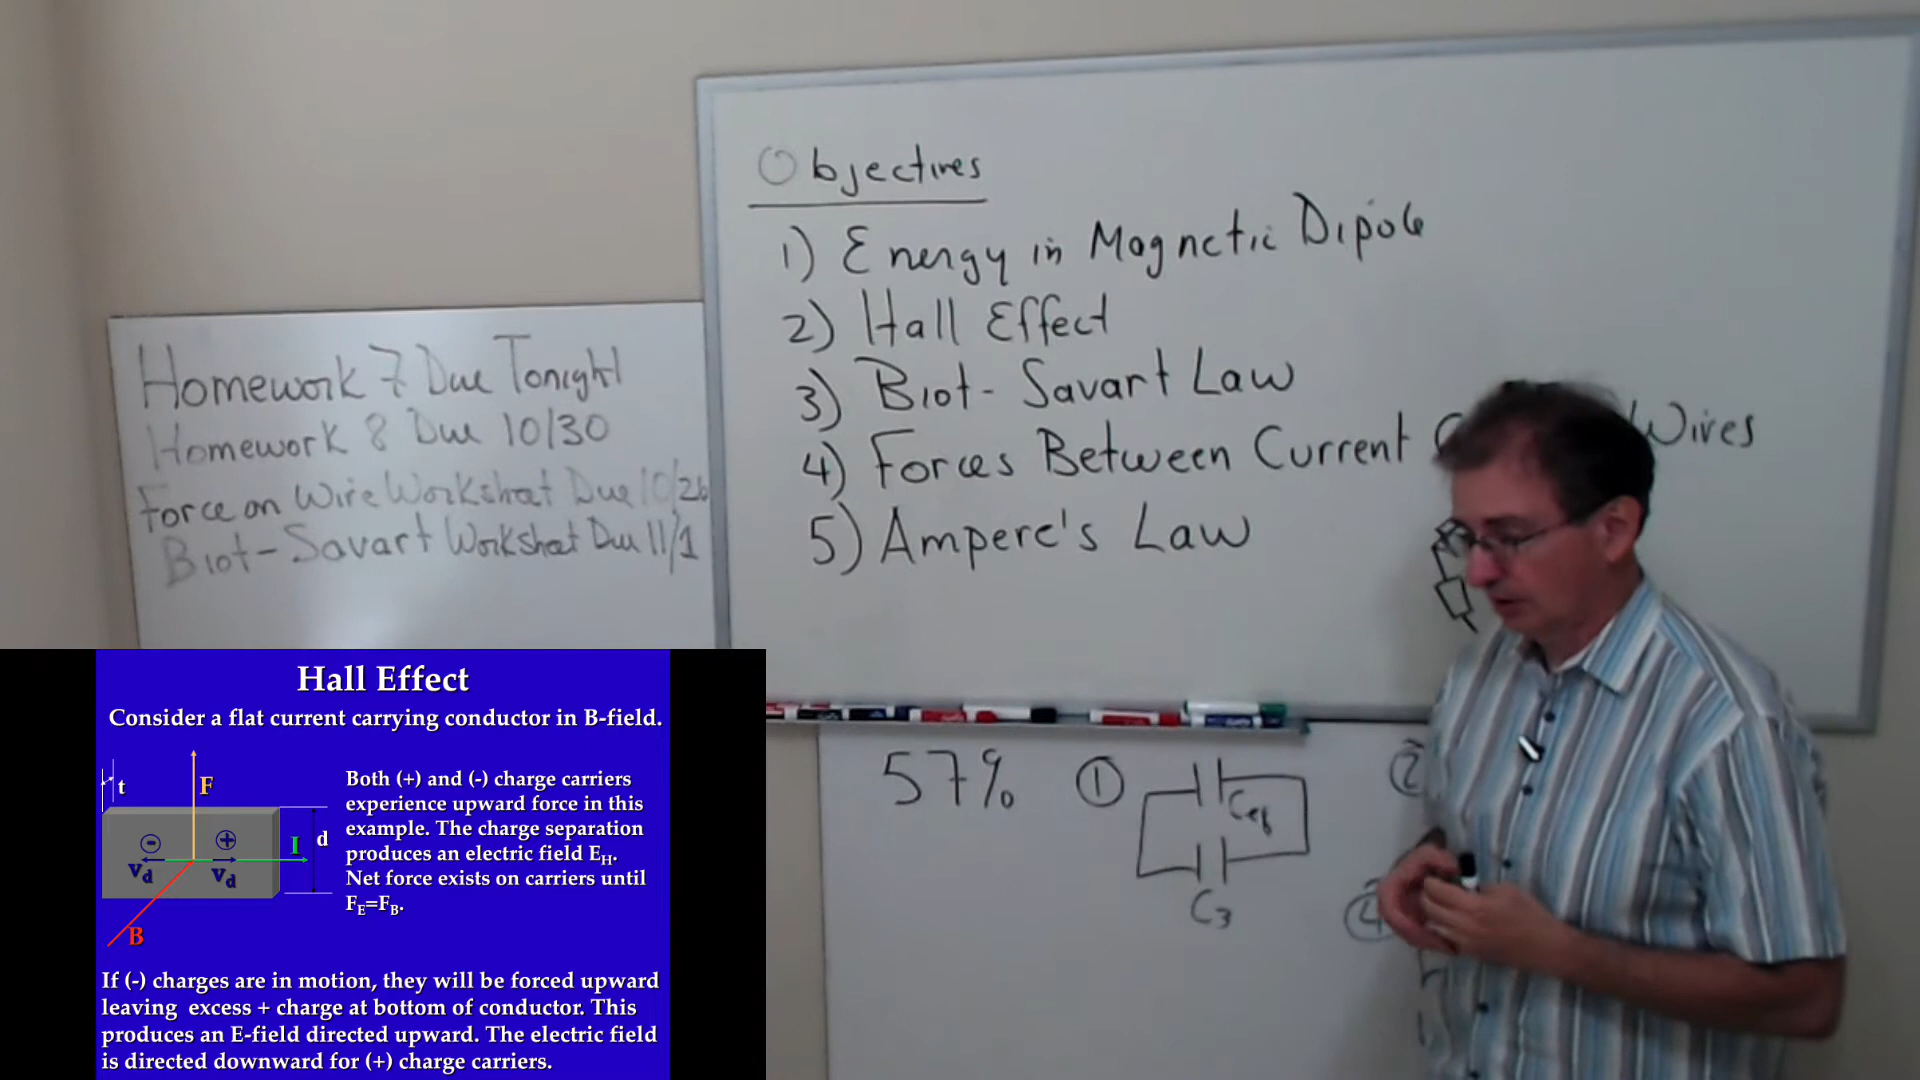 Objectives
1) Energy in Magnetic Dipole
2) Hall Effect
3) Biot-Savart Law
4) Forces Between Current Wires
5) Ampere's Law
Homework 7 Due Tonight
Homework 8 Due 10/30
Force on Wire Worksheet Due 10/26
Biot-Savart Worksheet Due 11/1
57% ① Ceq
C3
②
④
Hall Effect
Consider a flat current carrying conductor in B-field.
t
F
d
I
vd
vd
B
Both (+) and (-) charge carriers
experience upward force in this
example. The charge separation
produces an electric field EH.
Net force exists on carriers until
FE=FB.
If (-) charges are in motion, they will be forced upward
leaving excess + charge at bottom of conductor. This
produces an E-field directed upward. The electric field
is directed downward for (+) charge carriers.